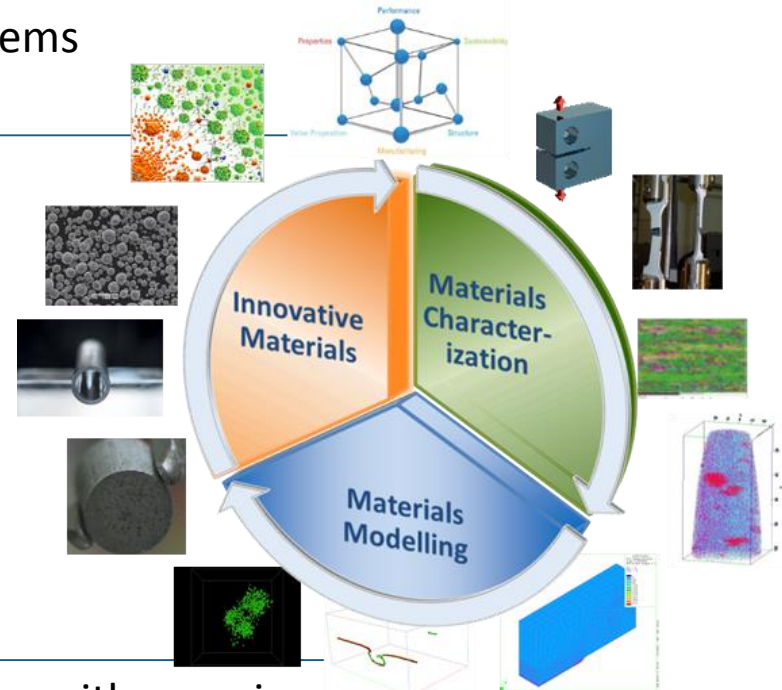 ems
Performance
Properties
Sustainability
Value Proposition
Structure
Manufacturing
Innovative
Materials
Materials
Character-
ization
Materials
Modelling